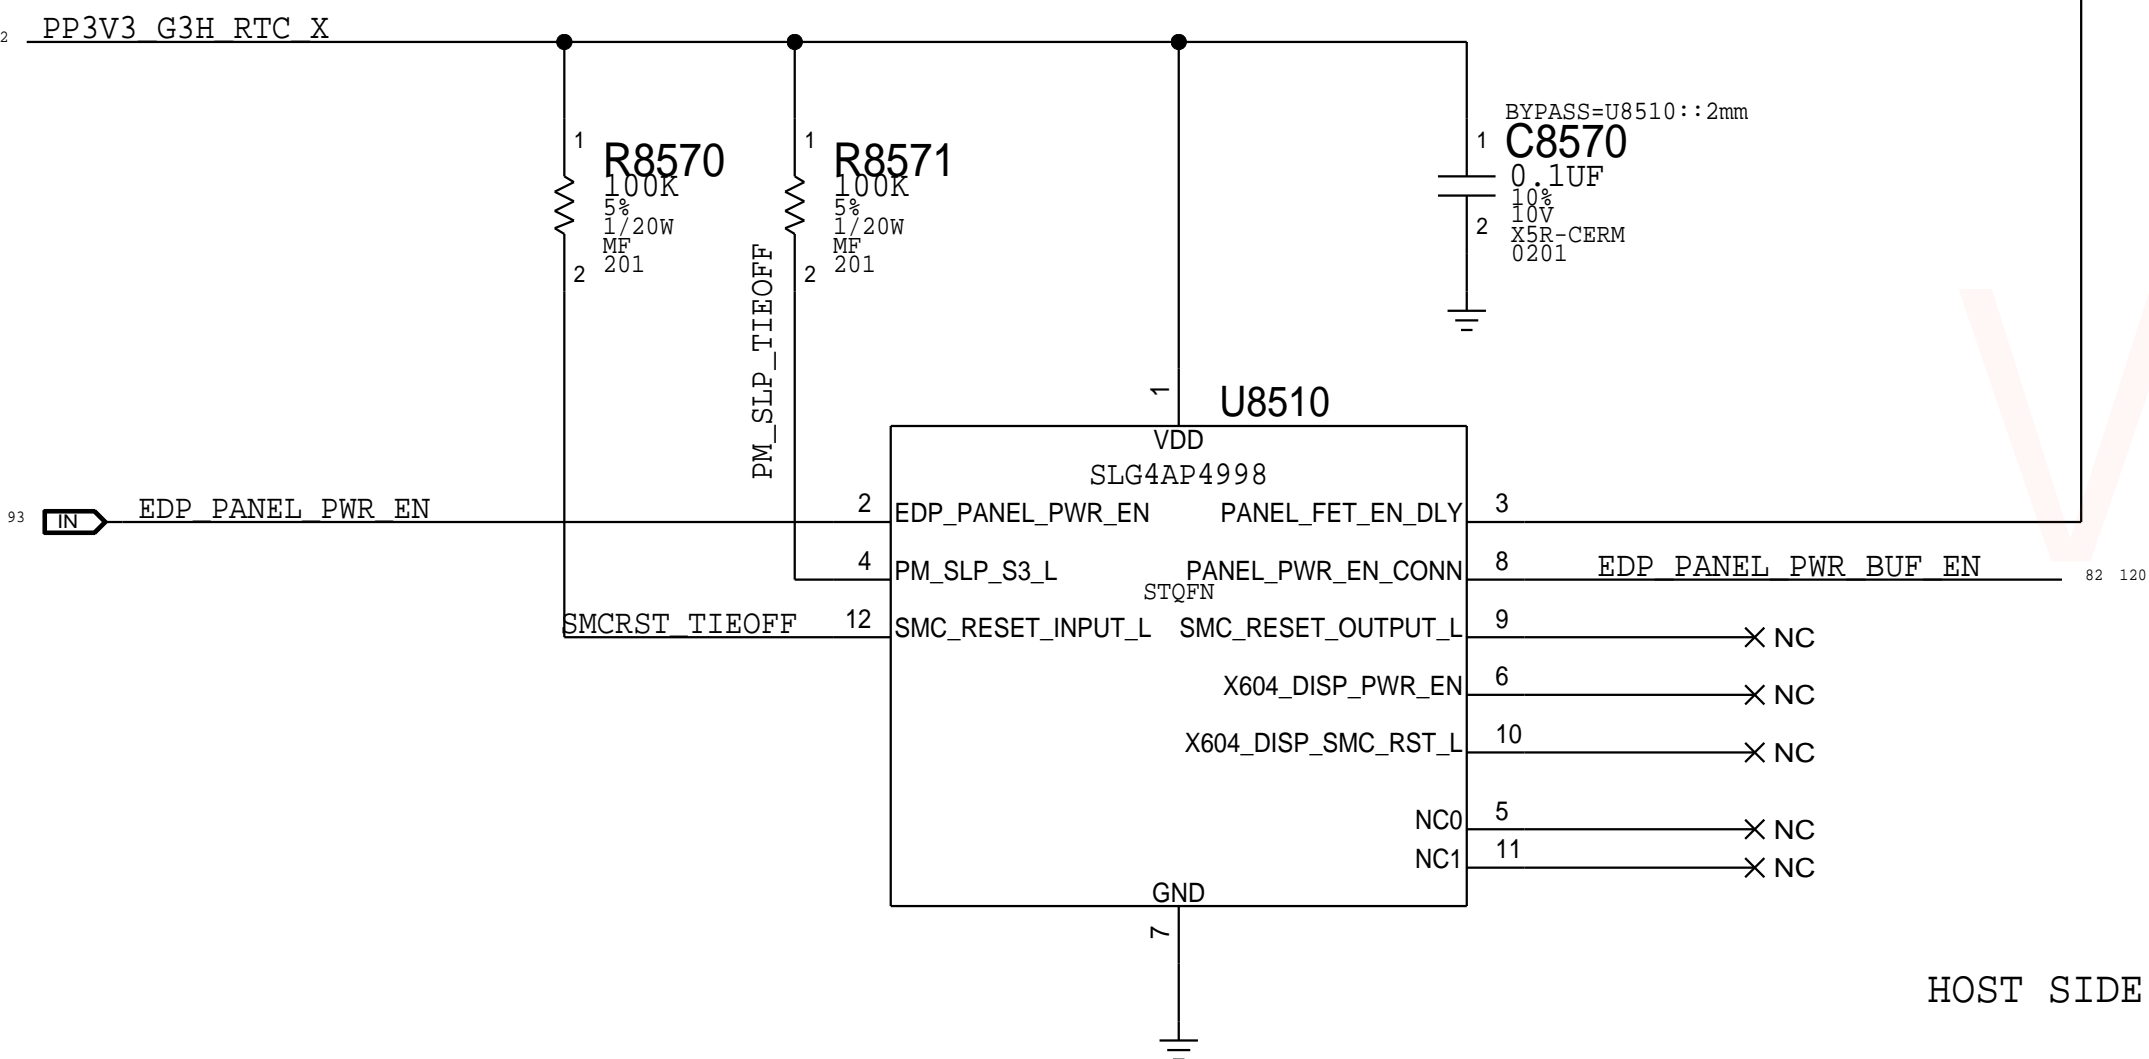 2 PP3V3_G3H_RTC_X
BYPASS=U8510::2mm
1 R8570
100K
5%
1/20W
MF
201
2
1 R8571
100K
5%
1/20W
MF
201
2
PM_SLP_TIEOFF
1 C8570
0.1UF
10%
10V
X5R-CERM
0201
2
1
U8510
VDD
SLG4AP4998
93 IN EDP_PANEL_PWR_EN
2 EDP_PANEL_PWR_EN PANEL_FET_EN_DLY 3
4 PM_SLP_S3_L PANEL_PWR_EN_CONN 8 EDP_PANEL_PWR_BUF_EN 82 120
STQFN
SMCRST_TIEOFF 12 SMC_RESET_INPUT_L SMC_RESET_OUTPUT_L 9 NC
X604_DISP_PWR_EN 6 NC
X604_DISP_SMC_RST_L 10 NC
NC0 5 NC
NC1 11 NC
GND
7
HOST SIDE